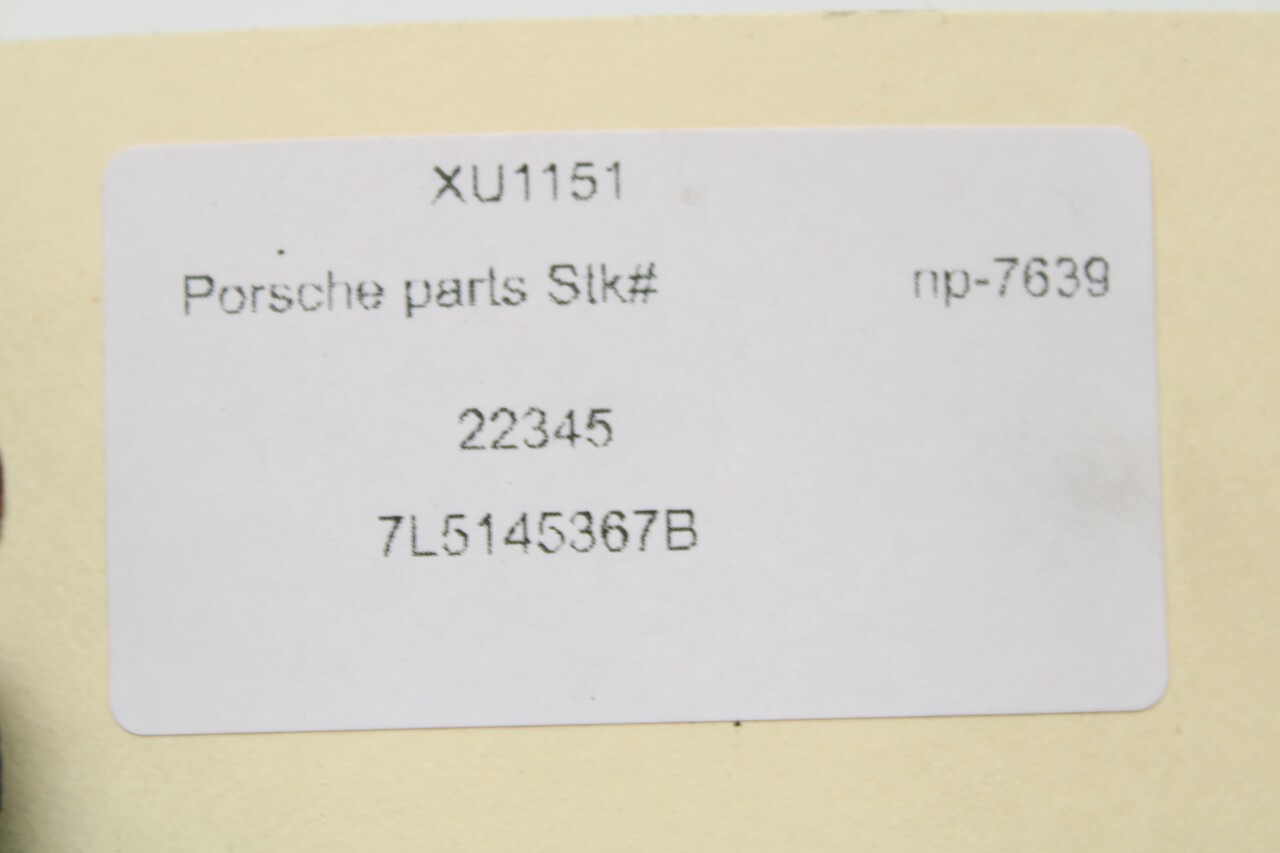 XU1151
Porsche parts Stk# np-7639
22345
7L5145367B